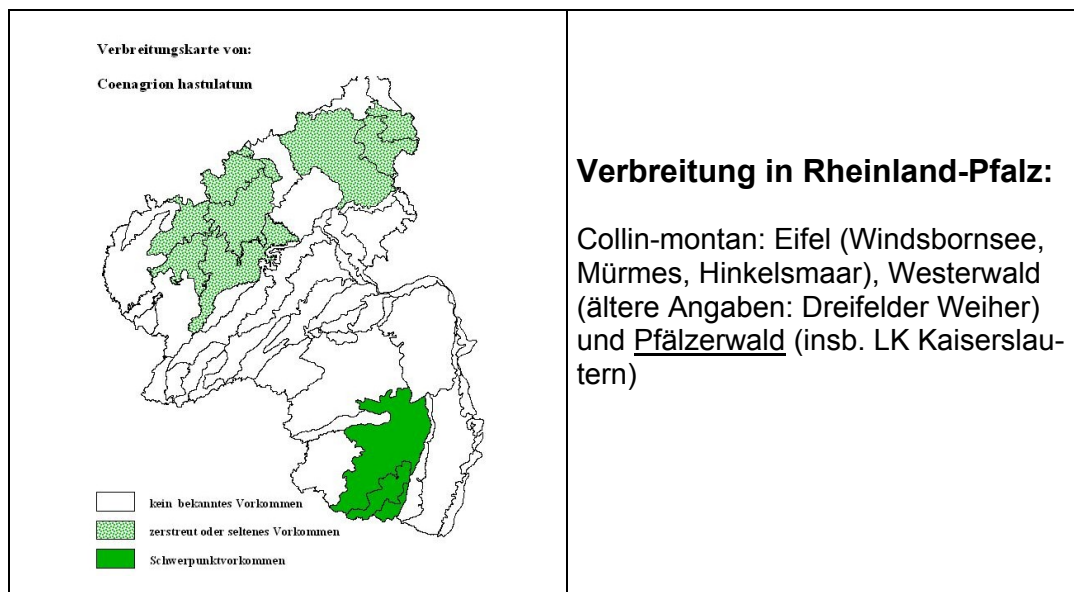 Verbreitungskarte von:
Coenagrion hastulatum
kein bekanntes Vorkommen
zerstreut oder seltenes Vorkommen
Schwerpunktvorkommen
Verbreitung in Rheinland-Pfalz:
Collin-montan: Eifel (Windsbornsee,
Mürmes, Hinkelsmaar), Westerwald
(ältere Angaben: Dreifelder Weiher)
und Pfälzerwald (insb. LK Kaiserslau-
tern)